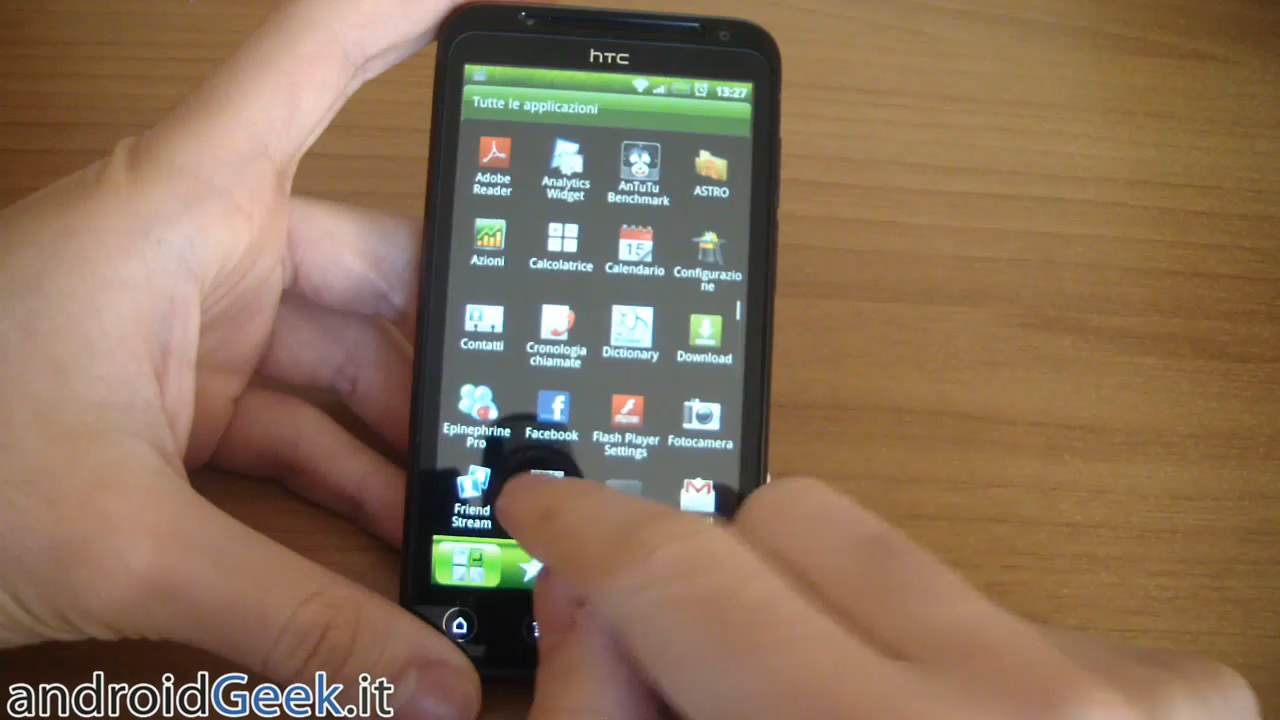 hTC
13:27
Tutte le applicazioni
Adobe
Reader
Analytics
Widget
AnTuTu
Benchmark
ASTRO
Azioni
15
Calcolatrice
Calendario
Configurazio
ne
Contatti
Cronologia
chiamate
Dictionary
Download
Epinephrine
Pro
Facebook
Flash Player
Settings
Fotocamera
Friend
Stream
androidGeek.it